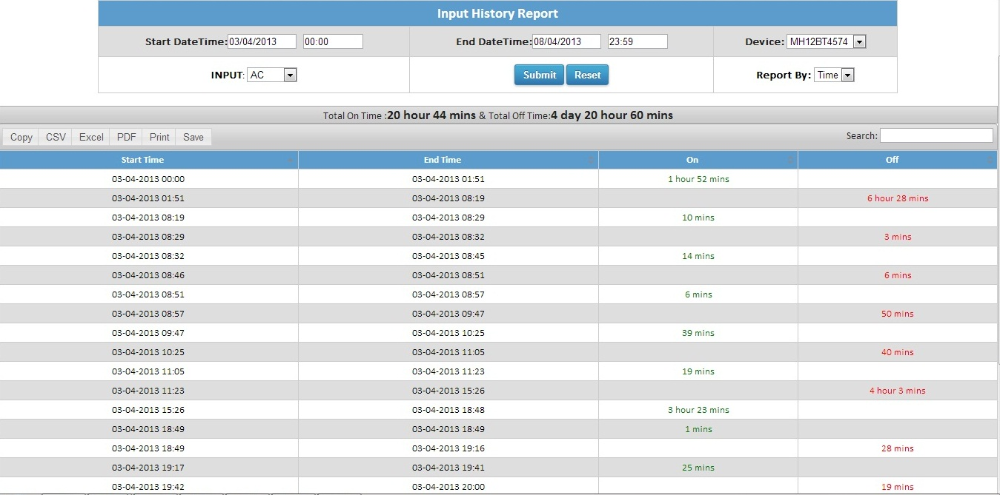 Input History Report
Start DateTime: 03/04/2013 00:00 End DateTime: 08/04/2013 23:59 Device: MH12BT4574
INPUT: AC Submit Reset Report By: Time
Total On Time :20 hour 44 mins & Total Off Time:4 day 20 hour 60 mins
Copy CSV Excel PDF Print Save Search:
Start Time End Time On Off
03-04-2013 00:00 03-04-2013 01:51 1 hour 52 mins
03-04-2013 01:51 03-04-2013 08:19 6 hour 28 mins
03-04-2013 08:19 03-04-2013 08:29 10 mins
03-04-2013 08:29 03-04-2013 08:32 3 mins
03-04-2013 08:32 03-04-2013 08:45 14 mins
03-04-2013 08:46 03-04-2013 08:51 6 mins
03-04-2013 08:51 03-04-2013 08:57 6 mins
03-04-2013 08:57 03-04-2013 09:47 50 mins
03-04-2013 09:47 03-04-2013 10:25 39 mins
03-04-2013 10:25 03-04-2013 11:05 40 mins
03-04-2013 11:05 03-04-2013 11:23 19 mins
03-04-2013 11:23 03-04-2013 15:26 4 hour 3 mins
03-04-2013 15:26 03-04-2013 18:48 3 hour 23 mins
03-04-2013 18:49 03-04-2013 18:49 1 mins
03-04-2013 18:49 03-04-2013 19:16 28 mins
03-04-2013 19:17 03-04-2013 19:41 25 mins
03-04-2013 19:42 03-04-2013 20:00 19 mins